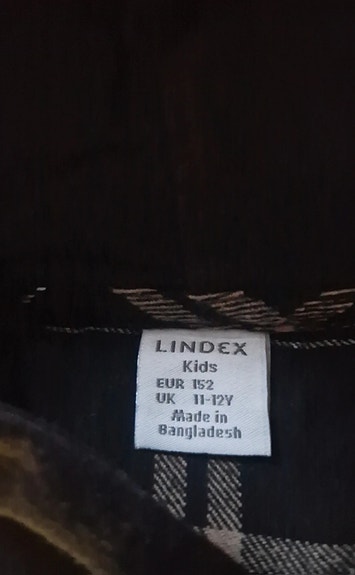 LINDEX
Kids
EUR 152
UK 11-12Y
Made in
Bangladesh